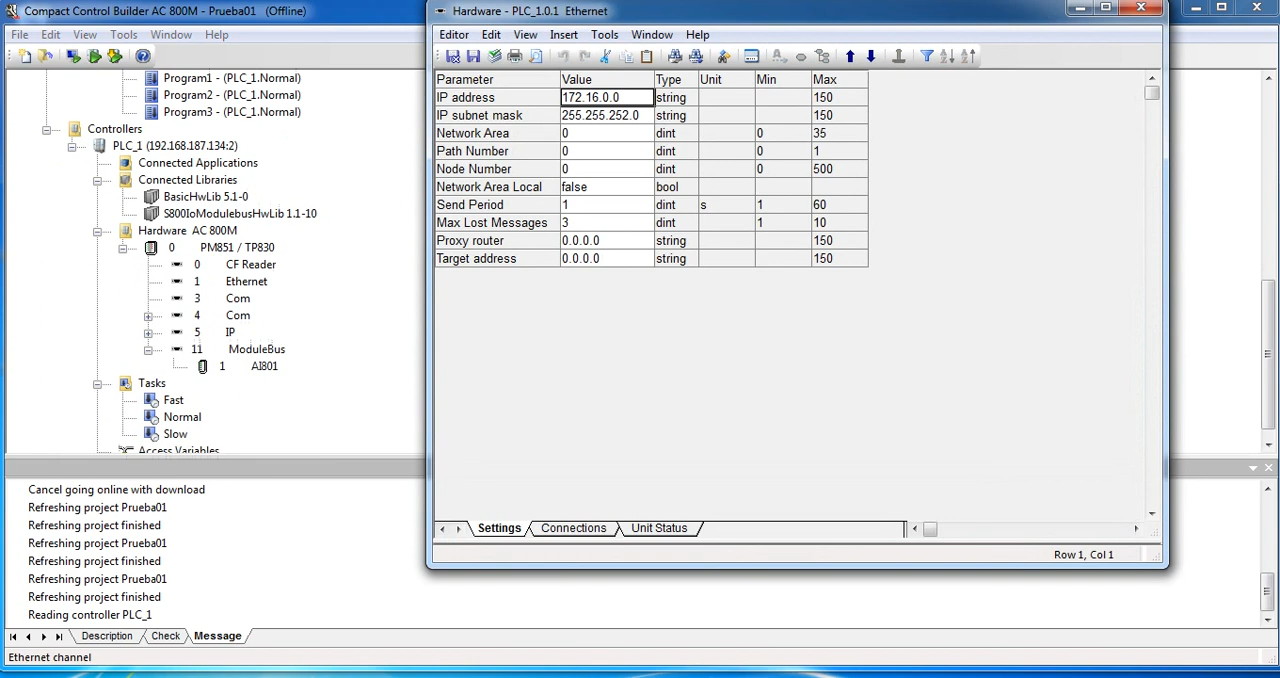 Compact Control Builder AC 800M - Prueba01   (Offline)
File Edit View Tools Window Help
Program1 - (PLC_1.Normal)
Program2 - (PLC_1.Normal)
Program3 - (PLC_1.Normal)
Controllers
PLC_1 (192.168.187.134:2)
Connected Applications
Connected Libraries
BasicHwLib 5.1-0
S800IoModulebusHwLib 1.1-10
Hardware AC 800M
0 PM851 / TP830
0 CF Reader
1 Ethernet
3 Com
4 Com
5 IP
11 ModuleBus
1 AI801
Tasks
Fast
Normal
Slow
Access Variables
Hardware - PLC_1.0.1 Ethernet
Editor Edit View Insert Tools Window Help
Parameter Value Type Unit Min Max
IP address 172.16.0.0 string 150
IP subnet mask 255.255.252.0 string 150
Network Area 0 dint 0 35
Path Number 0 dint 0 1
Node Number 0 dint 0 500
Network Area Local false bool
Send Period 1 dint s 1 60
Max Lost Messages 3 dint 1 10
Proxy router 0.0.0.0 string 150
Target address 0.0.0.0 string 150
Settings Connections Unit Status
Row 1, Col 1
Cancel going online with download
Refreshing project Prueba01
Refreshing project finished
Refreshing project Prueba01
Refreshing project finished
Refreshing project Prueba01
Refreshing project finished
Reading controller PLC_1
Description Check Message
Ethernet channel